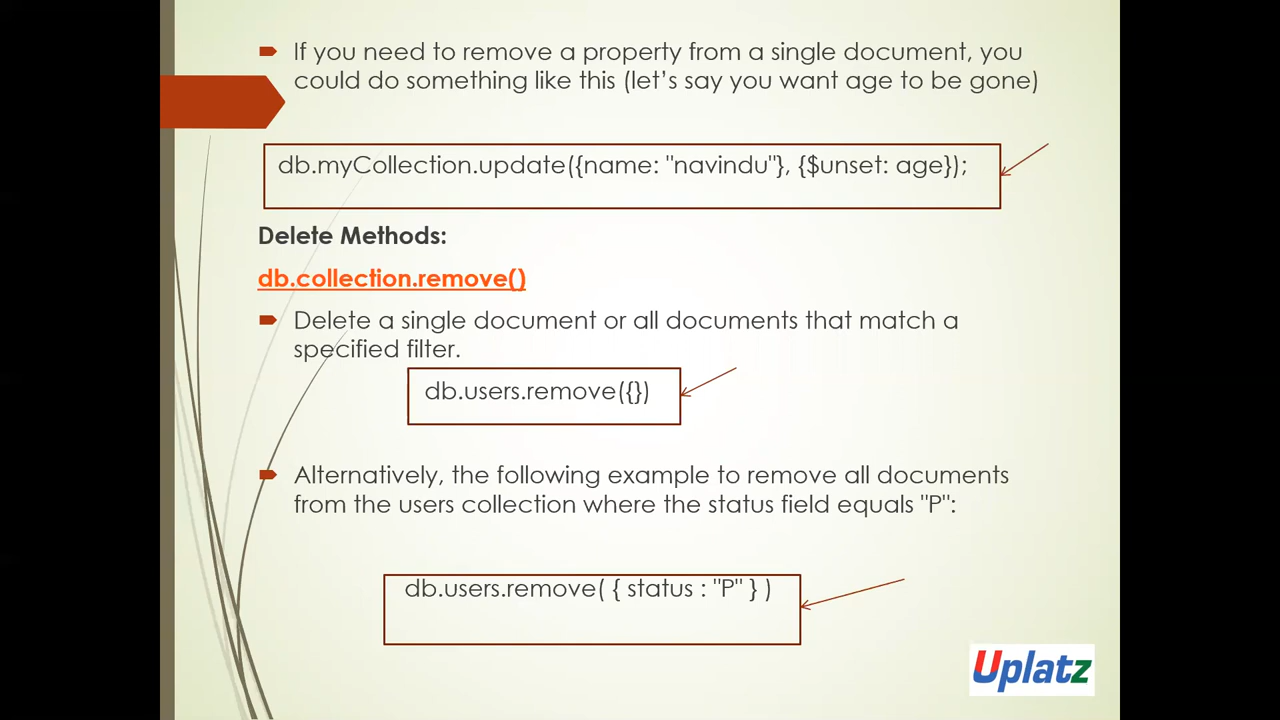 If you need to remove a property from a single document, you
could do something like this (let's say you want age to be gone)
db.myCollection.update({name: "navindu"}, {$unset: age});
Delete Methods:
db.collection.remove()
Delete a single document or all documents that match a
specified filter.
db.users.remove({})
Alternatively, the following example to remove all documents
from the users collection where the status field equals "P":
db.users.remove( { status : "P" } )
Uplatz